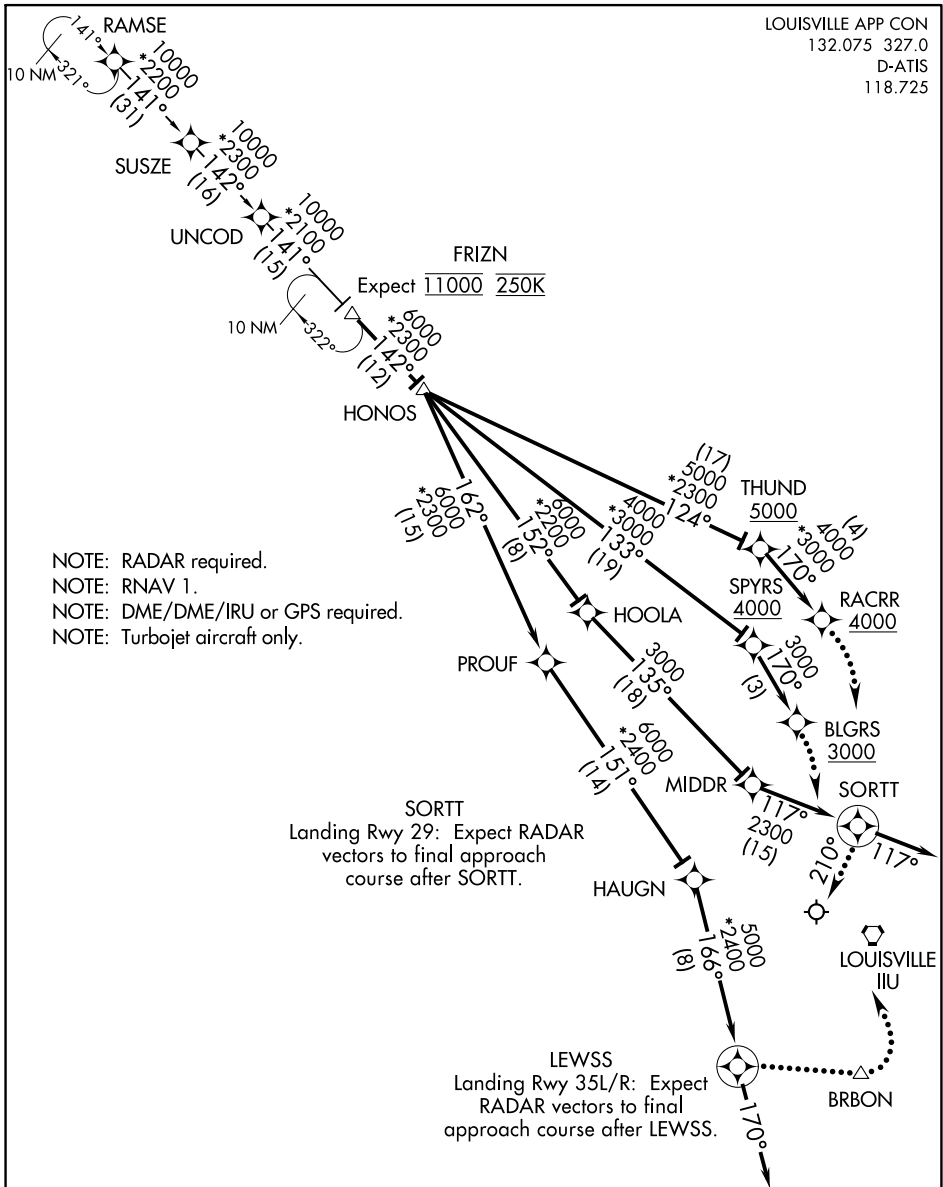 RAMSE
LOUISVILLE APP CON
132.075 327.0
D-ATIS
118.725
141°
321°
10 NM
10000
*2200
141°
(31)
SUSZE
10000
*2300
142°
(16)
UNCOD
10000
*2100
141°
(15)
FRIZN
Expect 11000 250K
10 NM
322°
6000
*2300
142°
(12)
HONOS
(17)
5000
*2300
124°
THUND
5000
(4)
4000
*3000
170°
RACRR
4000
4000
*3000
133°
(19)
SPYRS
4000
3000
170°
(3)
BLGRS
3000
6000
*2200
152°
(8)
HOOLA
3000
135°
(18)
MIDDR
117°
2300
(15)
SORTT
117°
210°
162°
6000
*2300
(15)
PROUF
6000
*2400
151°
(14)
HAUGN
5000
*2400
166°
(8)
NOTE: RADAR required.
NOTE: RNAV 1.
NOTE: DME/DME/IRU or GPS required.
NOTE: Turbojet aircraft only.
SORTT
Landing Rwy 29: Expect RADAR
vectors to final approach
course after SORTT.
LOUISVILLE
IIU
BRBON
LEWSS
Landing Rwy 35L/R: Expect
RADAR vectors to final
approach course after LEWSS.
170°